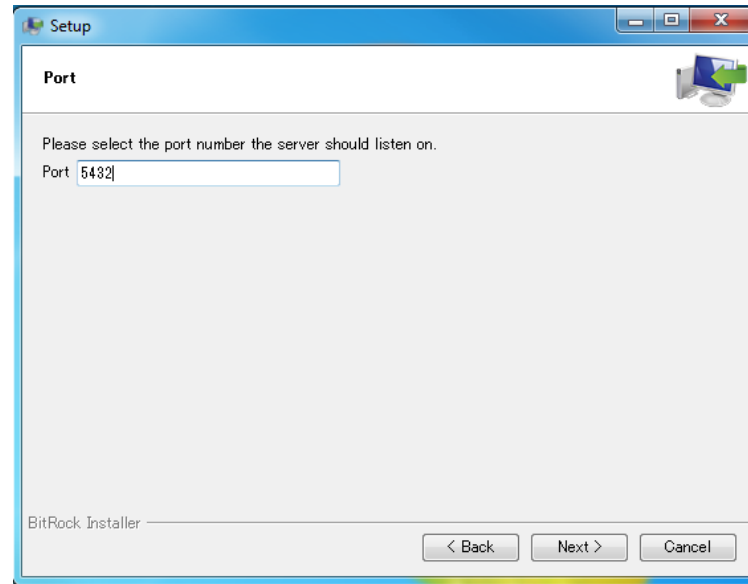 Setup
Port
Please select the port number the server should listen on.
Port 5432
BitRock Installer
< Back Next > Cancel